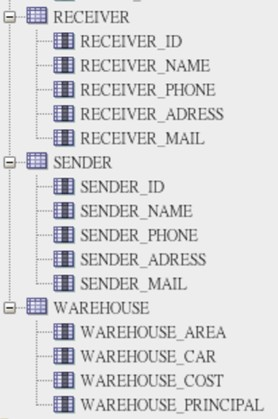 RECEIVER
RECEIVER_ID
RECEIVER_NAME
RECEIVER_PHONE
RECEIVER_ADRESS
RECEIVER_MAIL
SENDER
SENDER_ID
SENDER_NAME
SENDER_PHONE
SENDER_ADRESS
SENDER_MAIL
WAREHOUSE
WAREHOUSE_AREA
WAREHOUSE_CAR
WAREHOUSE_COST
WAREHOUSE_PRINCIPAL